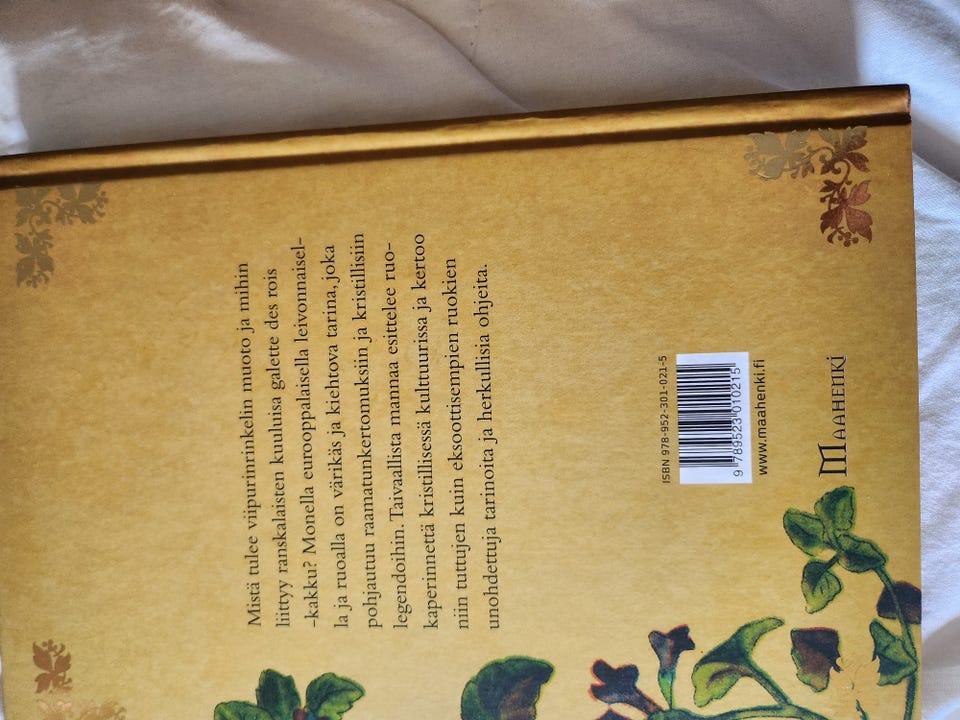 Mistä tulee viipurinrinkelin muoto ja mihin
liittyy ranskalaisten kuuluisa galette des rois
-kakku? Monella eurooppalaisella leivonnaisel-
la ja ruoalla on värikäs ja kiehtova tarina, joka
pohjautuu raamatunkertomuksiin ja kristillisiin
legendoihin. Taivaallista mannaa esittelee ruo-
kaperinnettä kristillisessä kulttuurissa ja kertoo
niin tuttujen kuin eksoottisempien ruokien
unohdettuja tarinoita ja herkullisia ohjeita.
ISBN 978-952-301-021-5
9 789523 010215
www.maahenki.fi
MAAHENKI